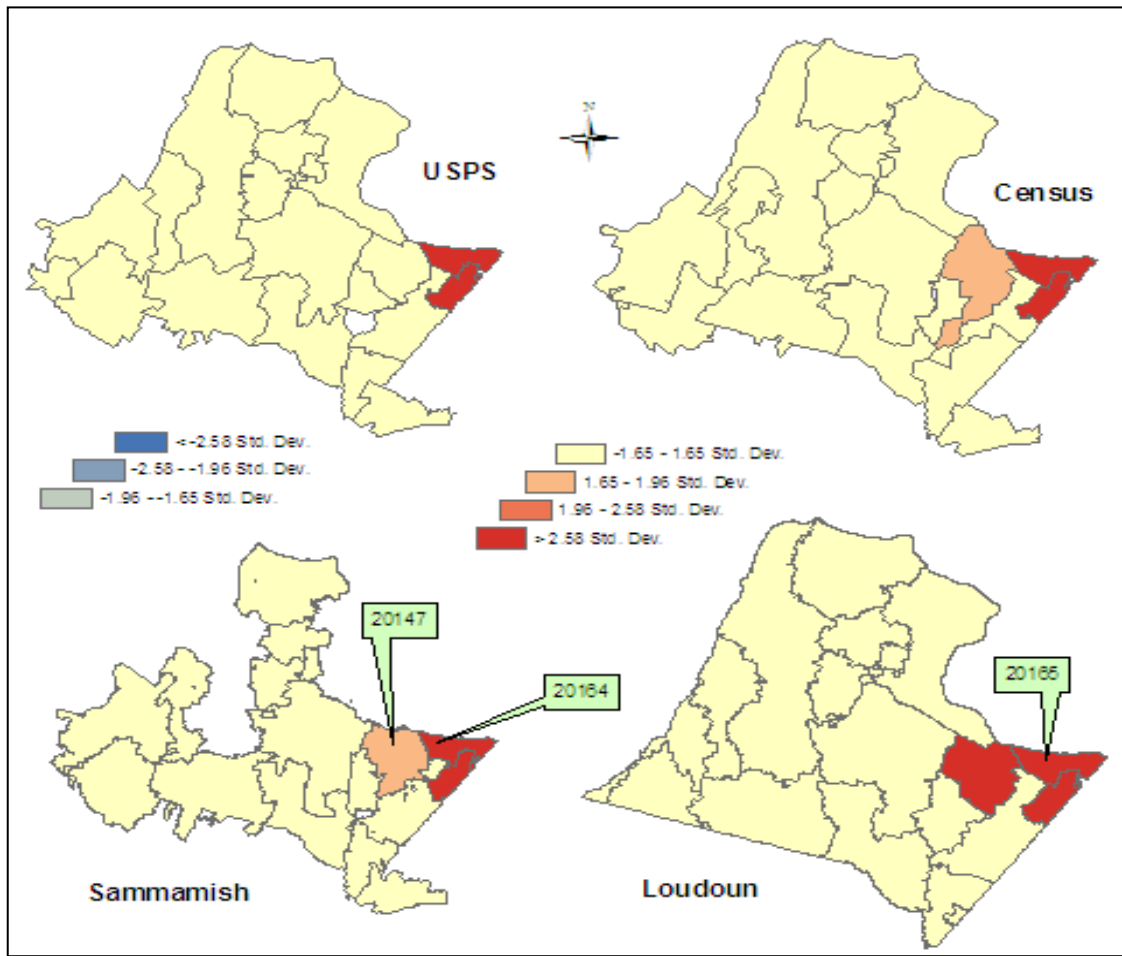 N
USPS
Census
< -2.58 Std. Dev.
-2.58 - -1.96 Std. Dev.
-1.96 - -1.65 Std. Dev.
-1.65 - 1.65 Std. Dev.
1.65 - 1.96 Std. Dev.
1.96 - 2.58 Std. Dev.
> 2.58 Std. Dev.
20147
20164
20165
Sammamish
Loudoun